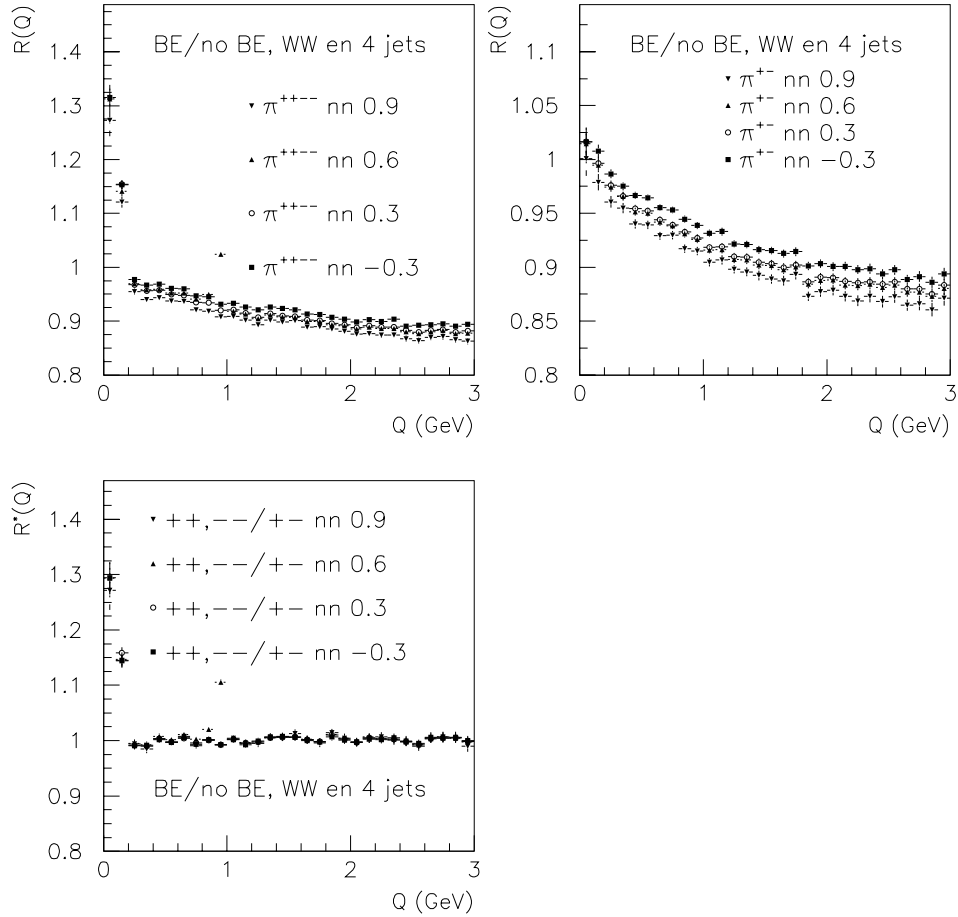 R(Q)
BE/no BE, WW en 4 jets
π++−− nn 0.9
π++−− nn 0.6
π++−− nn 0.3
π++−− nn −0.3
1.4
1.3
1.2
1.1
1
0.9
0.8
0 1 2 3
Q (GeV)
R(Q)
BE/no BE, WW en 4 jets
π+− nn 0.9
π+− nn 0.6
π+− nn 0.3
π+− nn −0.3
1.1
1.05
1
0.95
0.9
0.85
0.8
0 1 2 3
Q (GeV)
R*(Q)
++,−−/+− nn 0.9
++,−−/+− nn 0.6
++,−−/+− nn 0.3
++,−−/+− nn −0.3
BE/no BE, WW en 4 jets
1.4
1.3
1.2
1.1
1
0.9
0.8
0 1 2 3
Q (GeV)